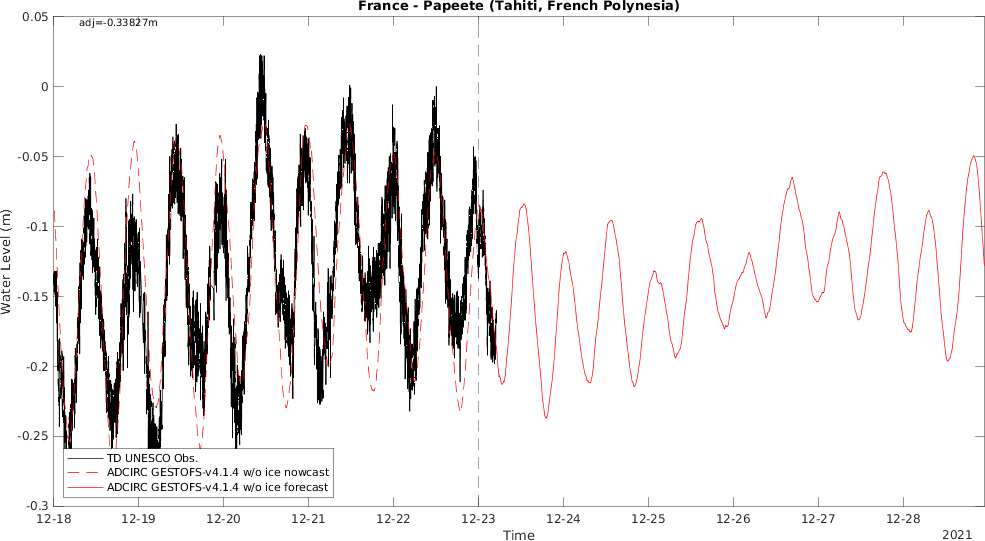 France - Papeete (Tahiti, French Polynesia)
adj=-0.33827m
0.05
0
-0.05
-0.1
-0.15
-0.2
-0.25
-0.3
Water Level (m)
TD UNESCO Obs.
ADCIRC GESTOFS-v4.1.4 w/o ice nowcast
ADCIRC GESTOFS-v4.1.4 w/o ice forecast
12-18 12-19 12-20 12-21 12-22 12-23 12-24 12-25 12-26 12-27 12-28
Time
2021